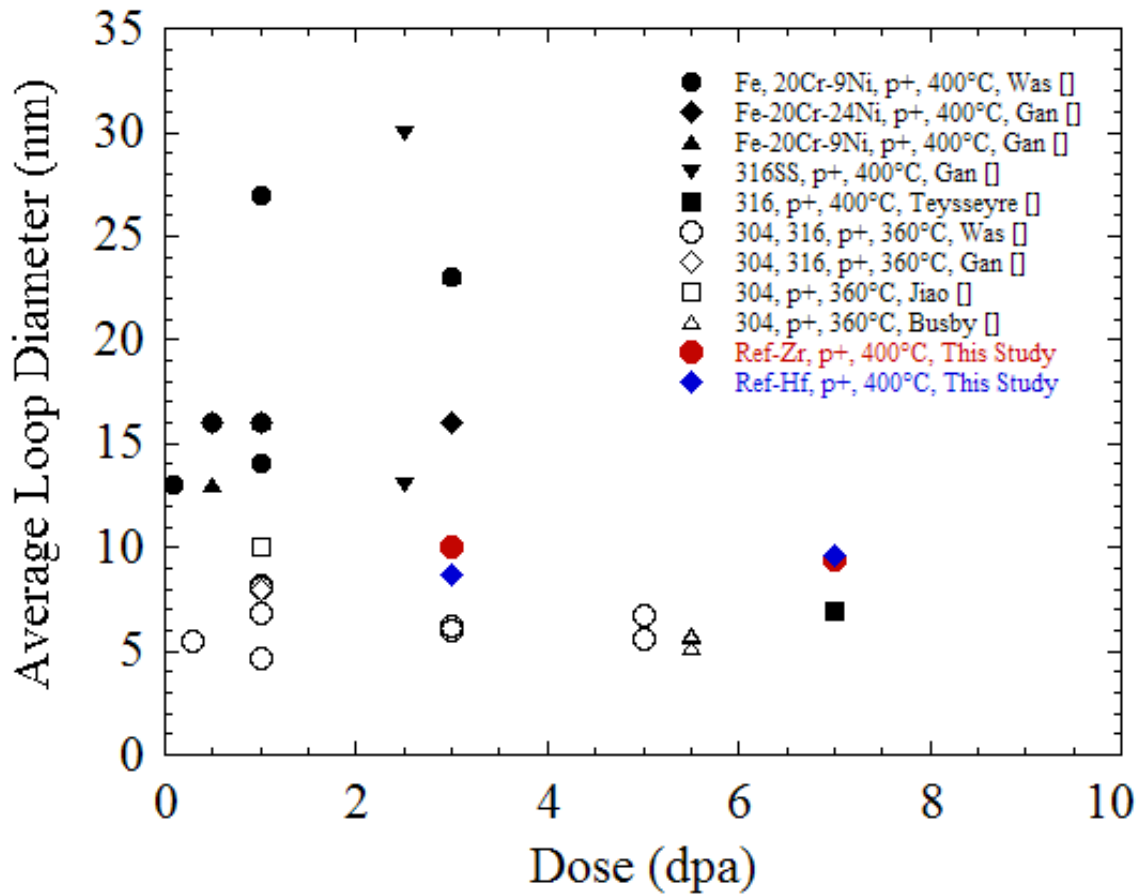 35
30
25
20
15
10
5
0
Average Loop Diameter (nm)
Fe, 20Cr-9Ni, p+, 400°C, Was []
Fe-20Cr-24Ni, p+, 400°C, Gan []
Fe-20Cr-9Ni, p+, 400°C, Gan []
316SS, p+, 400°C, Gan []
316, p+, 400°C, Teysseyre []
304, 316, p+, 360°C, Was []
304, 316, p+, 360°C, Gan []
304, p+, 360°C, Jiao []
304, p+, 360°C, Busby []
Ref-Zr, p+, 400°C, This Study
Ref-Hf, p+, 400°C, This Study
0 2 4 6 8 10
Dose (dpa)